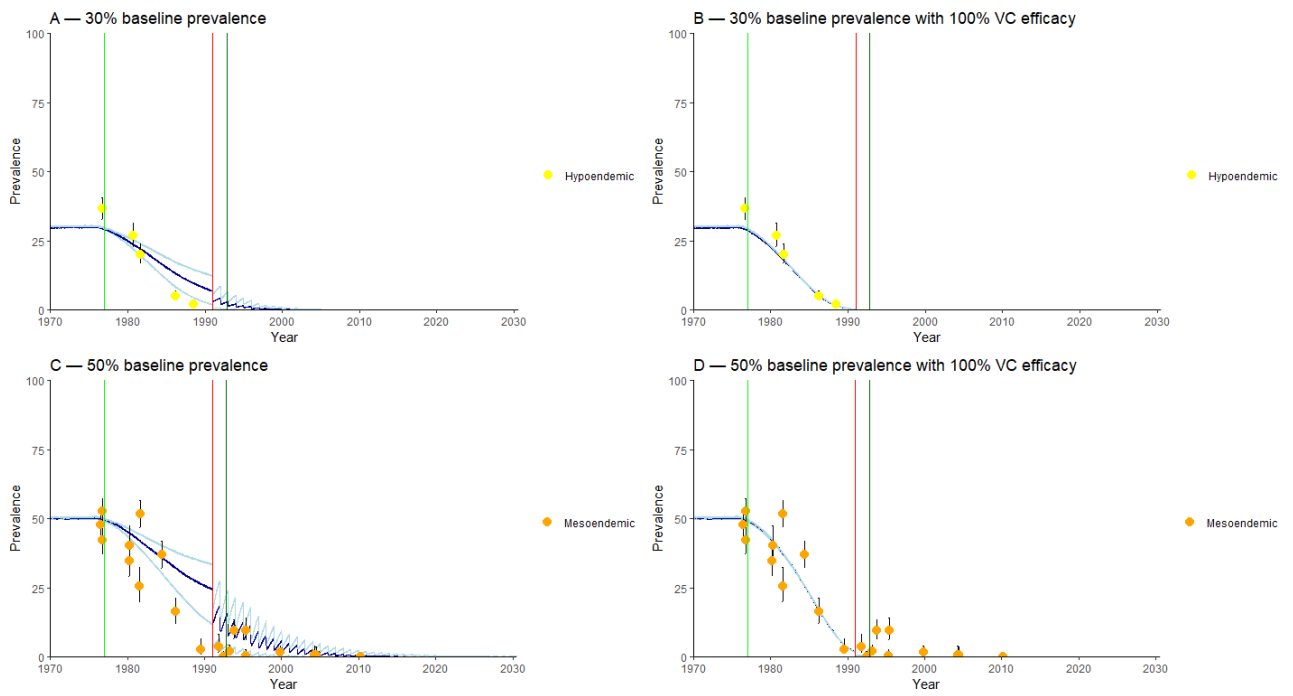 A — 30% baseline prevalence
100
75
50
25
0
Prevalence
1970 1980 1990 2000 2010 2020 2030
Year
Hypoendemic
B — 30% baseline prevalence with 100% VC efficacy
100
75
50
25
0
Prevalence
1970 1980 1990 2000 2010 2020 2030
Year
Hypoendemic
C — 50% baseline prevalence
100
75
50
25
0
Prevalence
1970 1980 1990 2000 2010 2020 2030
Year
Mesoendemic
D — 50% baseline prevalence with 100% VC efficacy
100
75
50
25
0
Prevalence
1970 1980 1990 2000 2010 2020 2030
Year
Mesoendemic